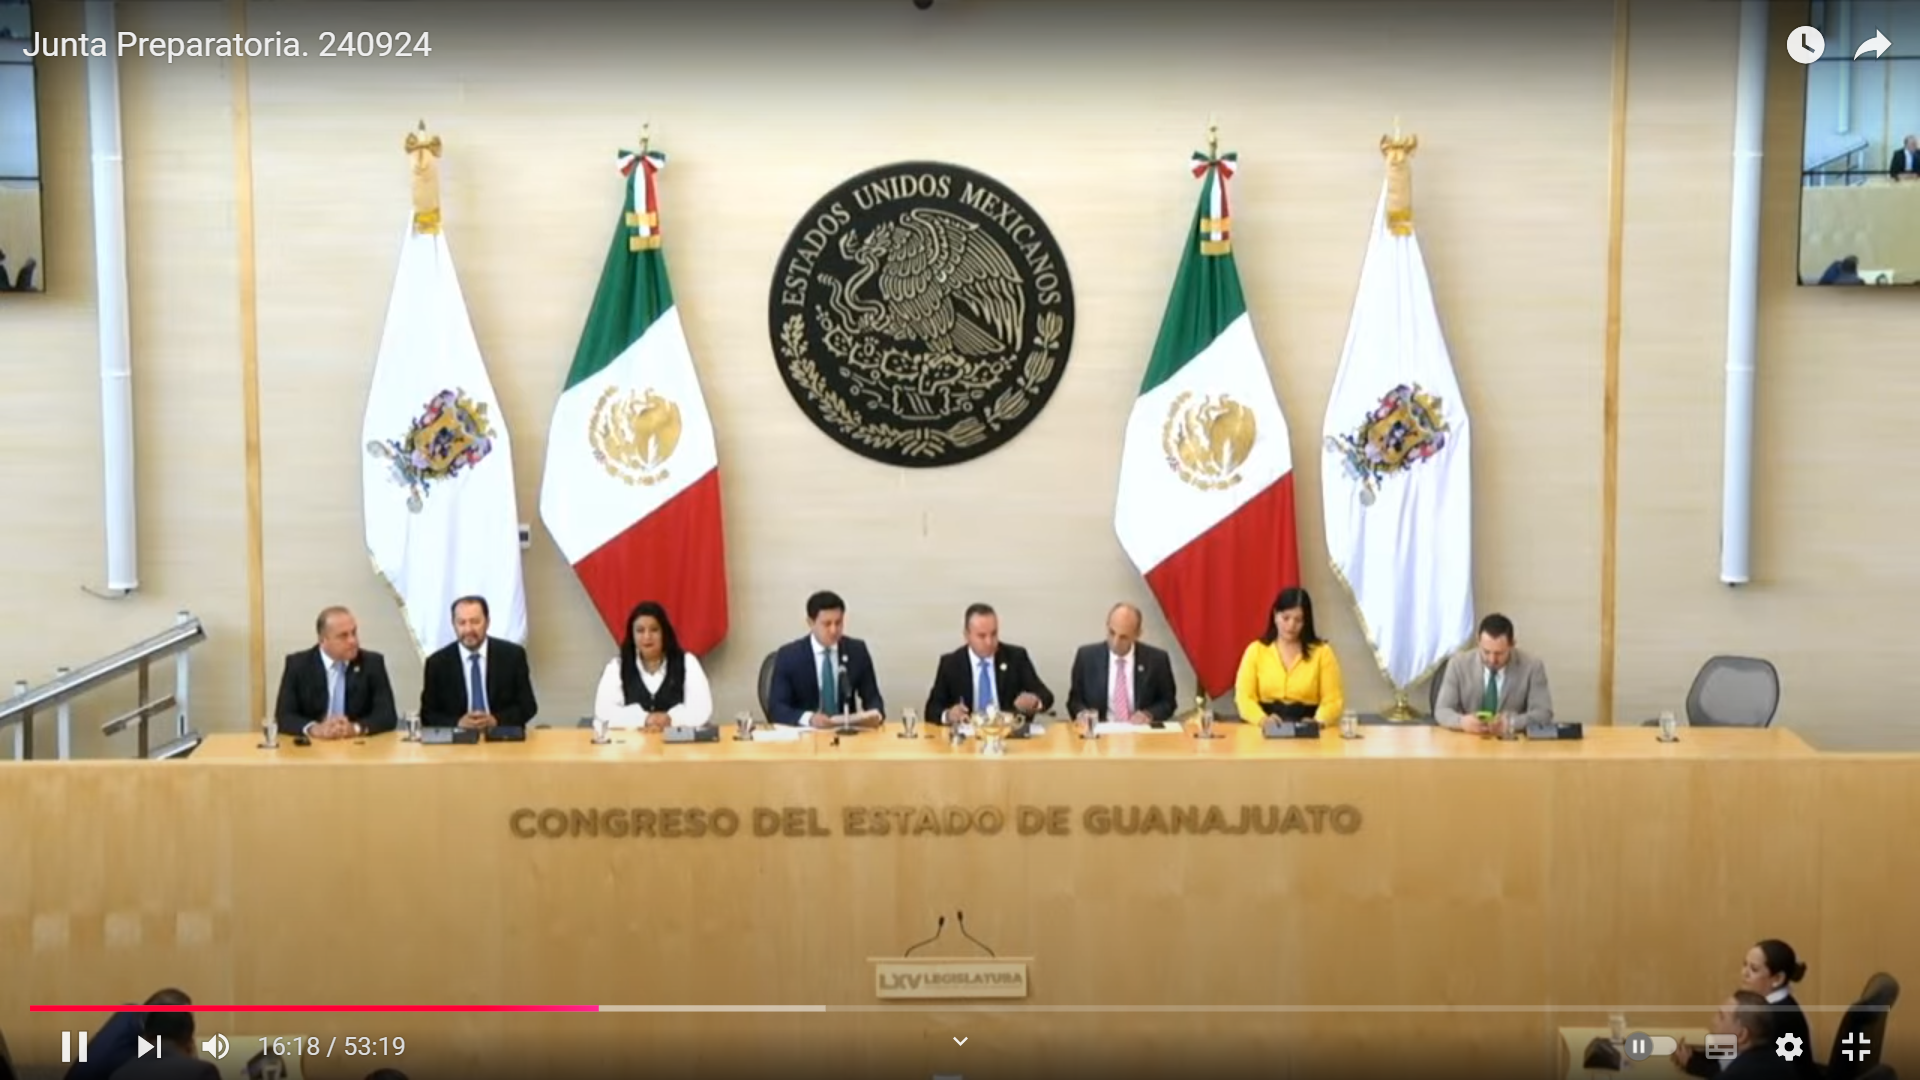 Junta Preparatoria. 240924
ESTADOS UNIDOS MEXICANOS
CONGRESO DEL ESTADO DE GUANAJUATO
LXV LEGISLATURA
16:18 / 53:19